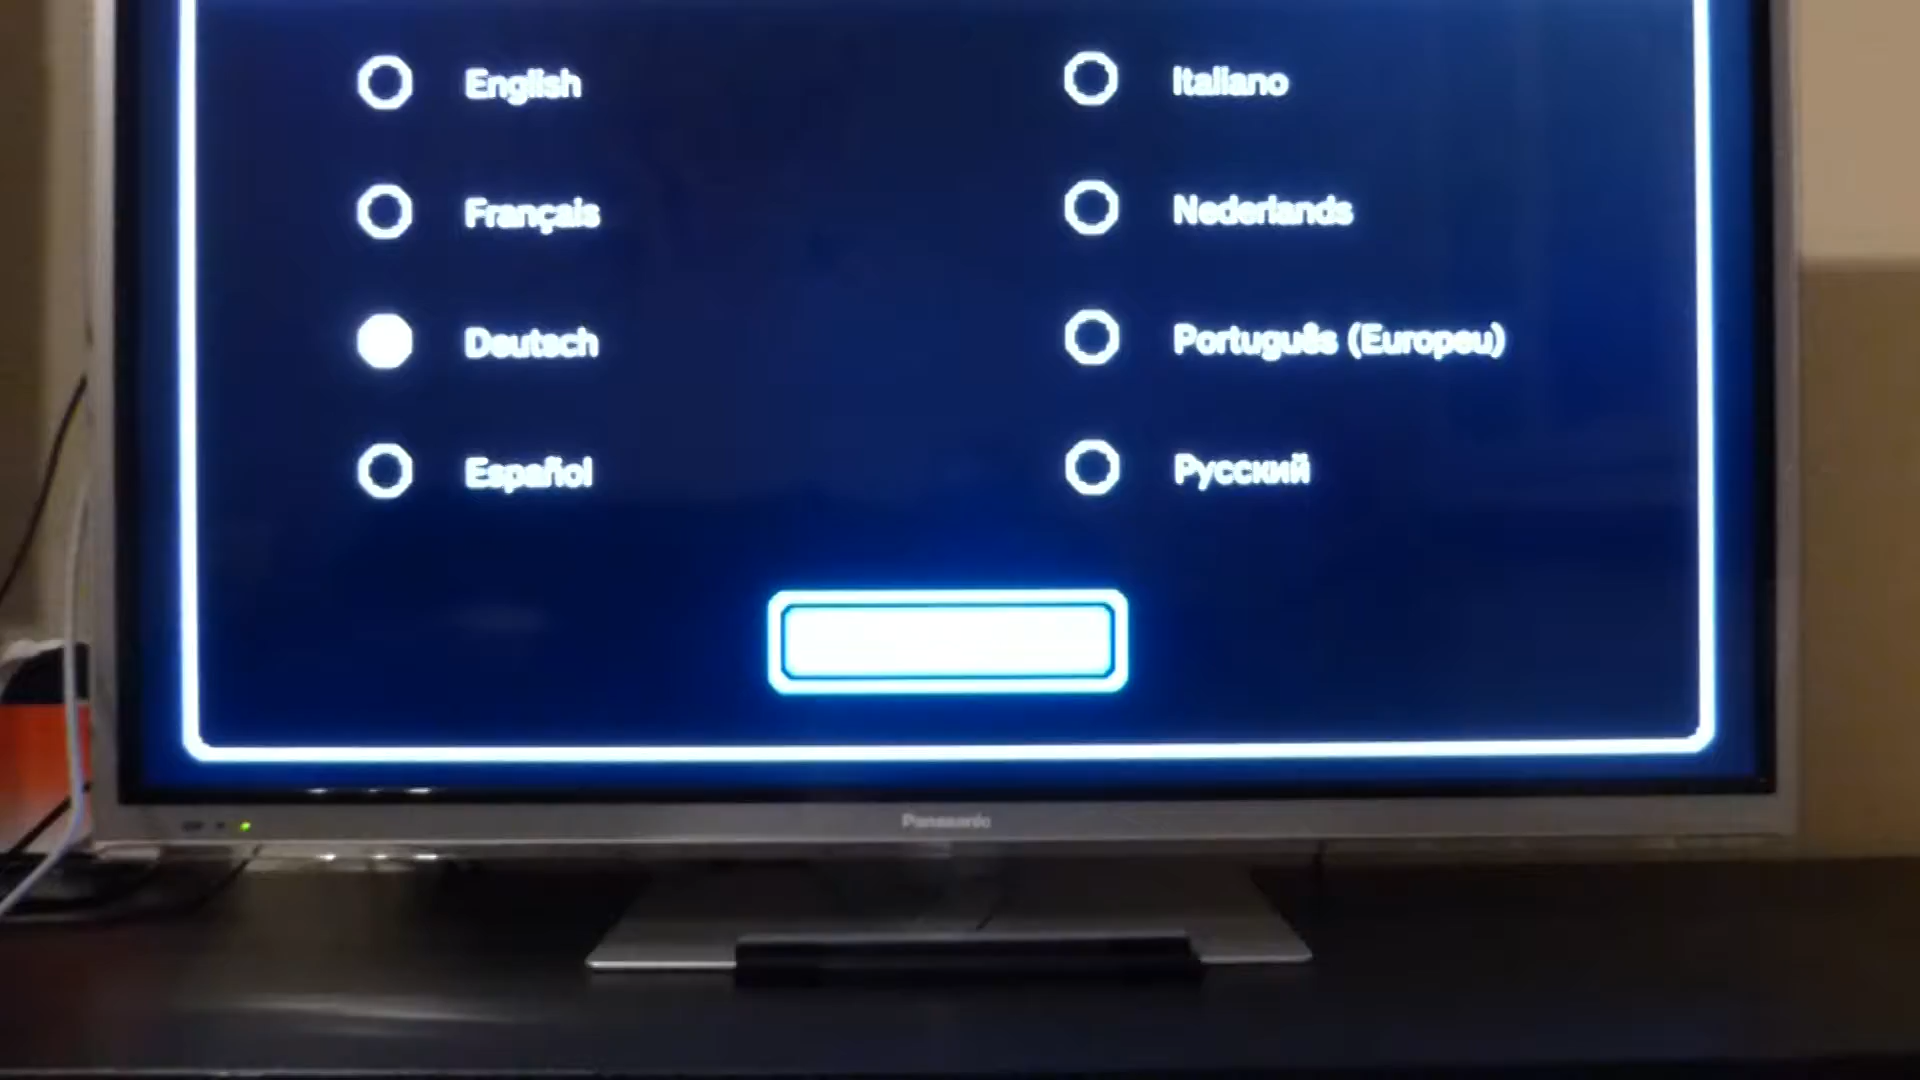 English
Français
Deutsch
Español
Italiano
Nederlands
Português (Europeu)
Русский
Panasonic